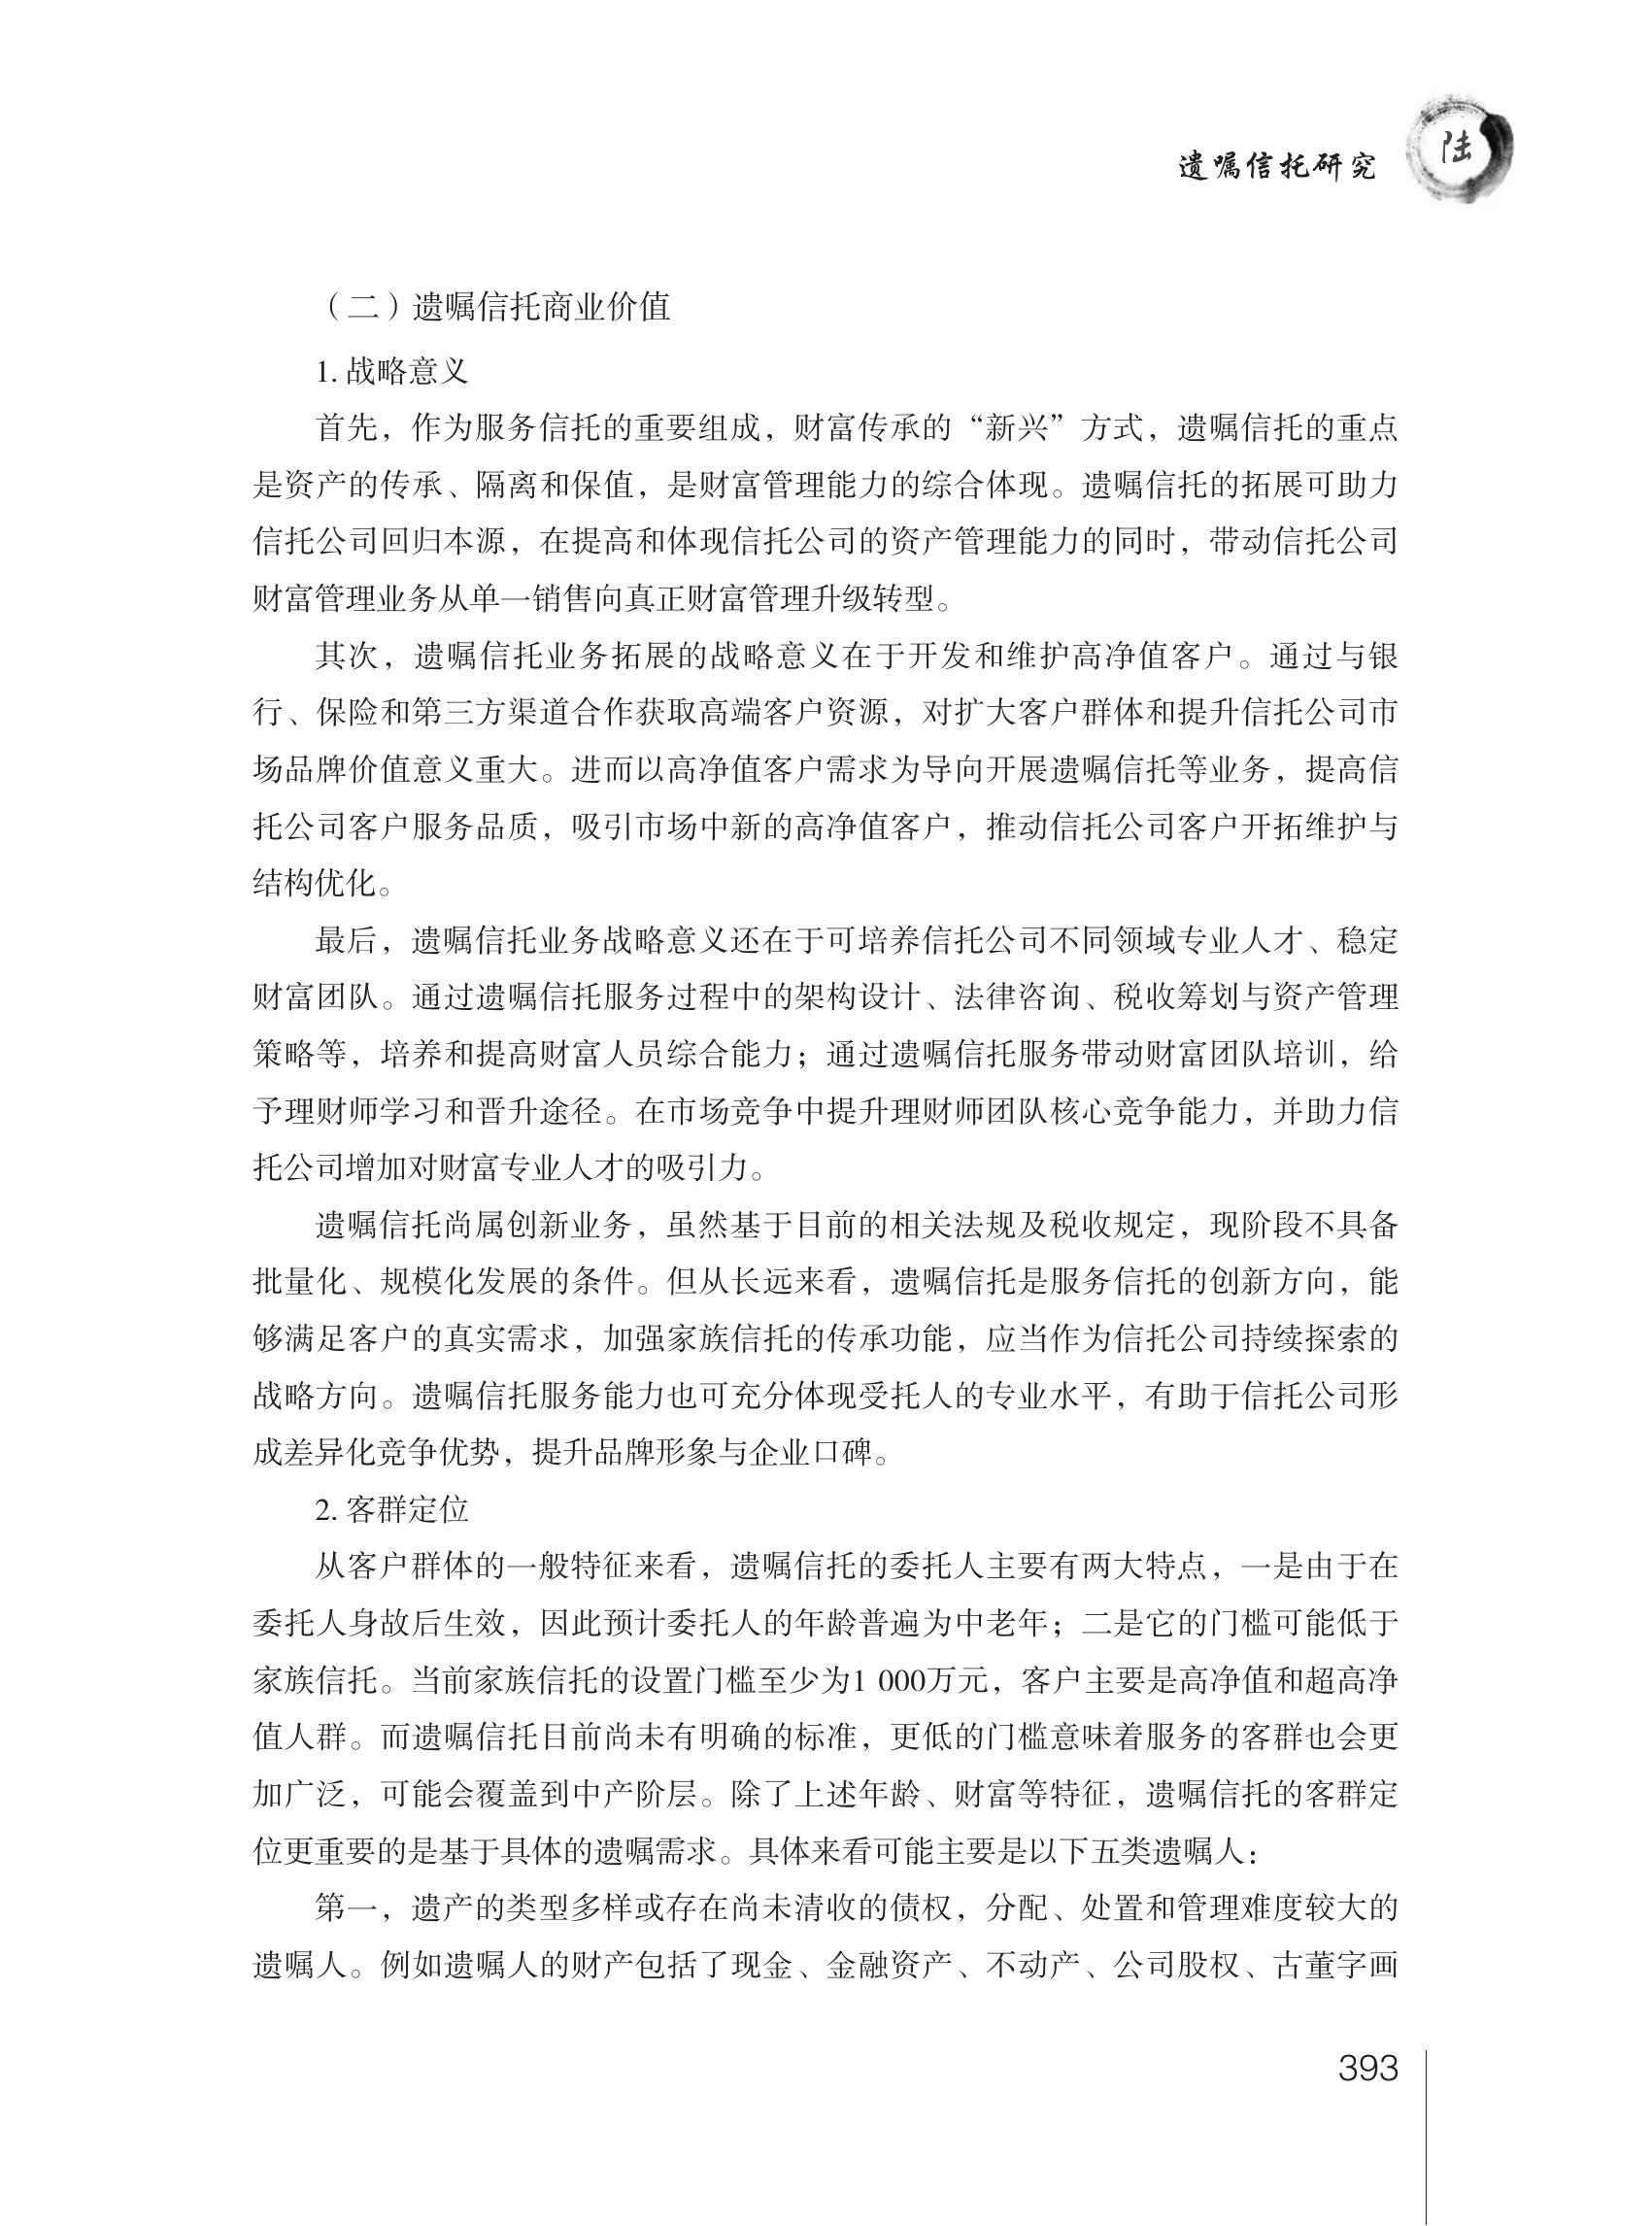 遗嘱信托研究
陆
（二）遗嘱信托商业价值
1. 战略意义
首先，作为服务信托的重要组成，财富传承的“新兴”方式，遗嘱信托的重点
是资产的传承、隔离和保值，是财富管理能力的综合体现。遗嘱信托的拓展可助力
信托公司回归本源，在提高和体现信托公司的资产管理能力的同时，带动信托公司
财富管理业务从单一销售向真正财富管理升级转型。
其次，遗嘱信托业务拓展的战略意义在于开发和维护高净值客户。通过与银
行、保险和第三方渠道合作获取高端客户资源，对扩大客户群体和提升信托公司市
场品牌价值意义重大。进而以高净值客户需求为导向开展遗嘱信托等业务，提高信
托公司客户服务品质，吸引市场中新的高净值客户，推动信托公司客户开拓维护与
结构优化。
最后，遗嘱信托业务战略意义还在于可培养信托公司不同领域专业人才、稳定
财富团队。通过遗嘱信托服务过程中的架构设计、法律咨询、税收筹划与资产管理
策略等，培养和提高财富人员综合能力；通过遗嘱信托服务带动财富团队培训，给
予理财师学习和晋升途径。在市场竞争中提升理财师团队核心竞争能力，并助力信
托公司增加对财富专业人才的吸引力。
遗嘱信托尚属创新业务，虽然基于目前的相关法规及税收规定，现阶段不具备
批量化、规模化发展的条件。但从长远来看，遗嘱信托是服务信托的创新方向，能
够满足客户的真实需求，加强家族信托的传承功能，应当作为信托公司持续探索的
战略方向。遗嘱信托服务能力也可充分体现受托人的专业水平，有助于信托公司形
成差异化竞争优势，提升品牌形象与企业口碑。
2. 客群定位
从客户群体的一般特征来看，遗嘱信托的委托人主要有两大特点，一是由于在
委托人身故后生效，因此预计委托人的年龄普遍为中老年；二是它的门槛可能低于
家族信托。当前家族信托的设置门槛至少为1 000万元，客户主要是高净值和超高净
值人群。而遗嘱信托目前尚未有明确的标准，更低的门槛意味着服务的客群也会更
加广泛，可能会覆盖到中产阶层。除了上述年龄、财富等特征，遗嘱信托的客群定
位更重要的是基于具体的遗嘱需求。具体来看可能主要是以下五类遗嘱人：
第一，遗产的类型多样或存在尚未清收的债权，分配、处置和管理难度较大的
遗嘱人。例如遗嘱人的财产包括了现金、金融资产、不动产、公司股权、古董字画
393